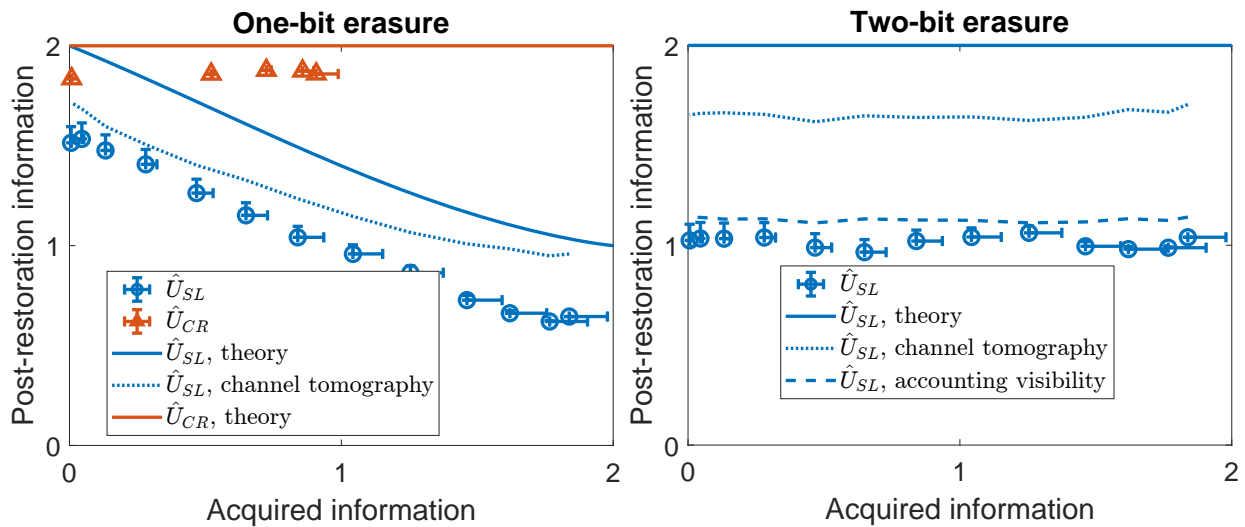 One-bit erasure
Post-restoration information
2
1
0
0
1
2
Acquired information
Û_SL
Û_CR
Û_SL, theory
Û_SL, channel tomography
Û_CR, theory
Two-bit erasure
Post-restoration information
2
1
0
0
1
2
Acquired information
Û_SL
Û_SL, theory
Û_SL, channel tomography
Û_SL, accounting visibility